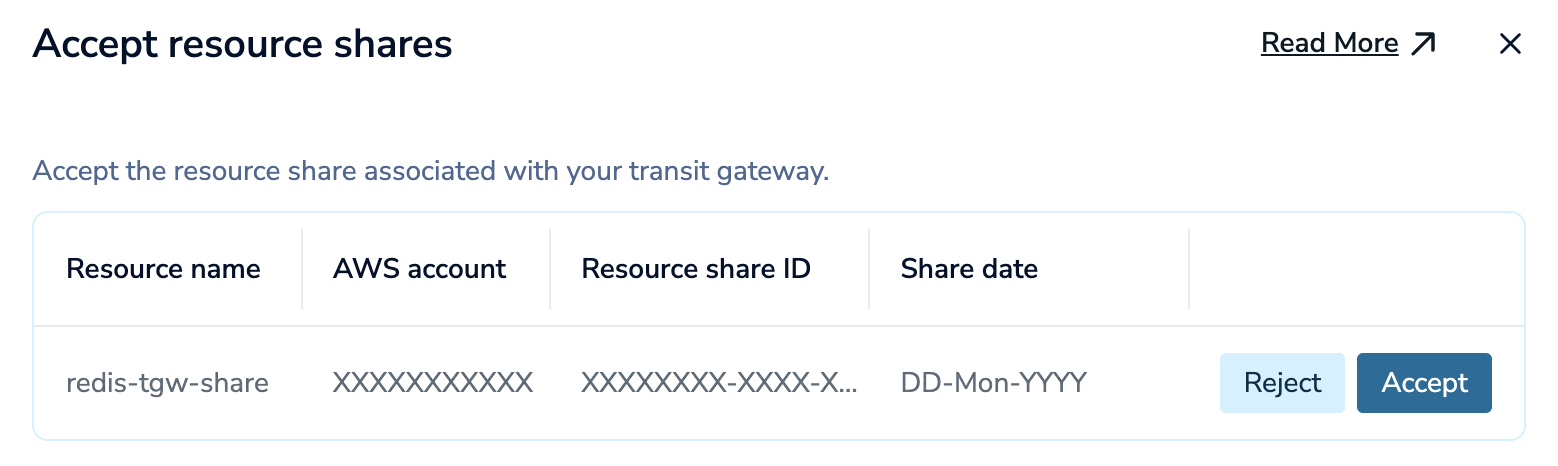 Accept resource shares Read More
Accept the resource share associated with your transit gateway.
Resource name AWS account Resource share ID Share date
redis-tgw-share XXXXXXXXXXX XXXXXXXX-XXXX-X... DD-Mon-YYYY Reject Accept